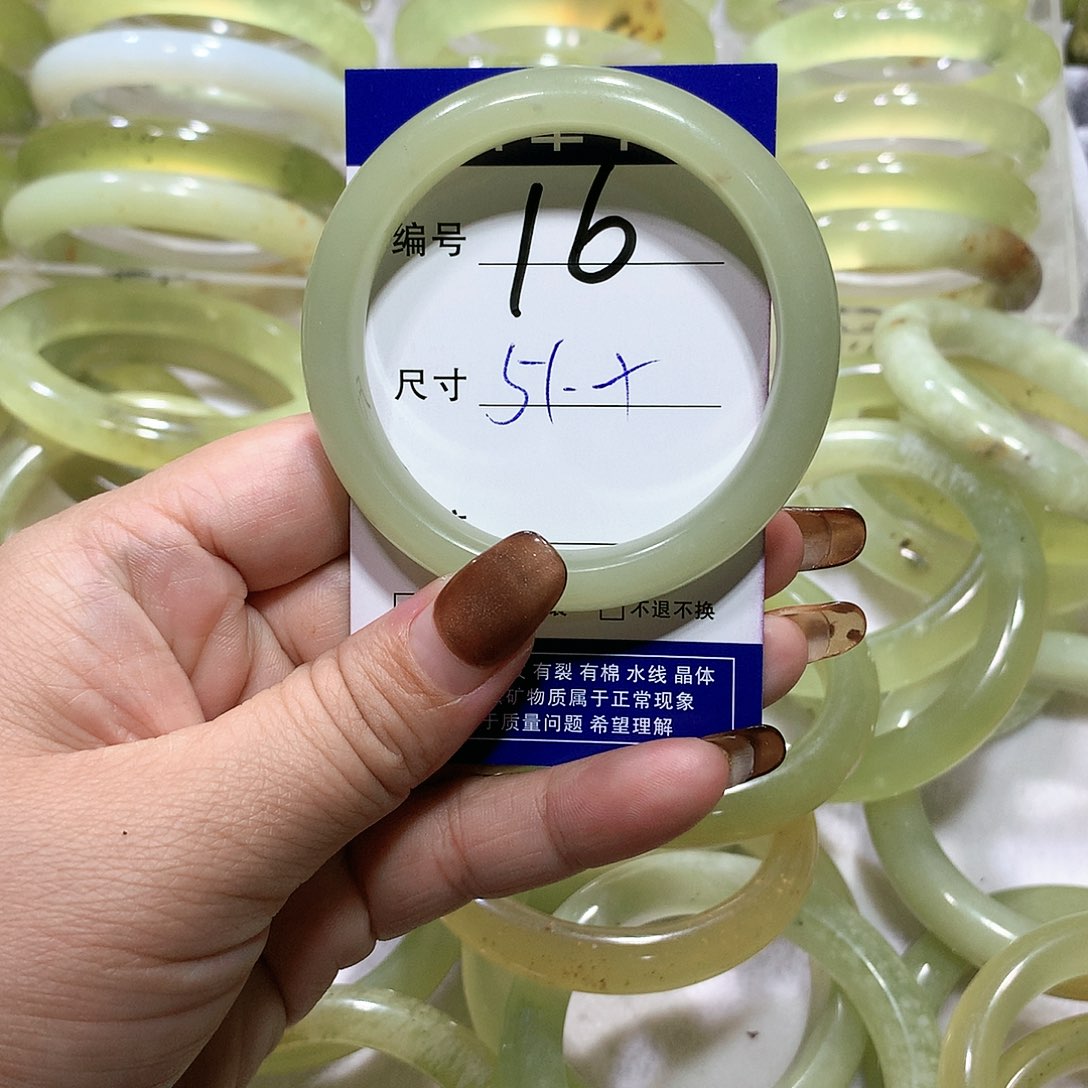 编号 16
尺寸 51-+
不退不换
有裂 有棉 水线 晶体
矿物质属于正常现象
于质量问题 希望理解